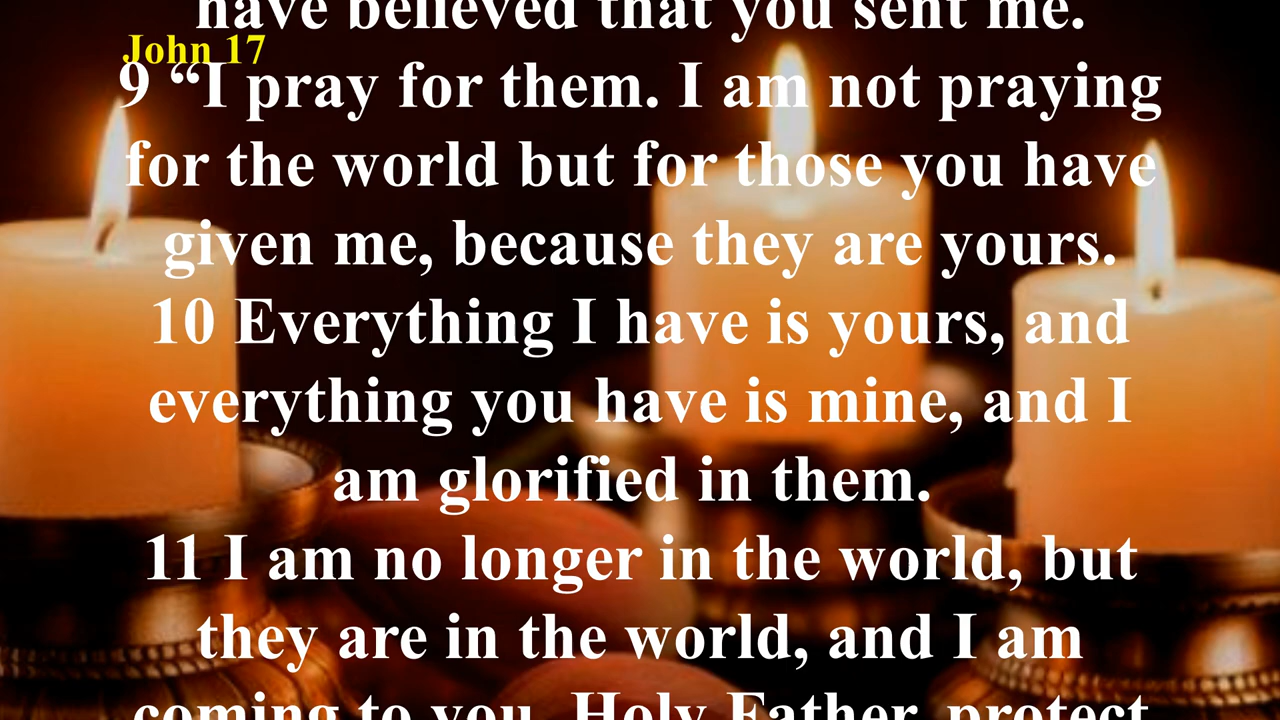 have believed that you sent me.
John 17
9 “I pray for them. I am not praying
for the world but for those you have
given me, because they are yours.
10 Everything I have is yours, and
everything you have is mine, and I
am glorified in them.
11 I am no longer in the world, but
they are in the world, and I am
coming to you. Holy Father, protect